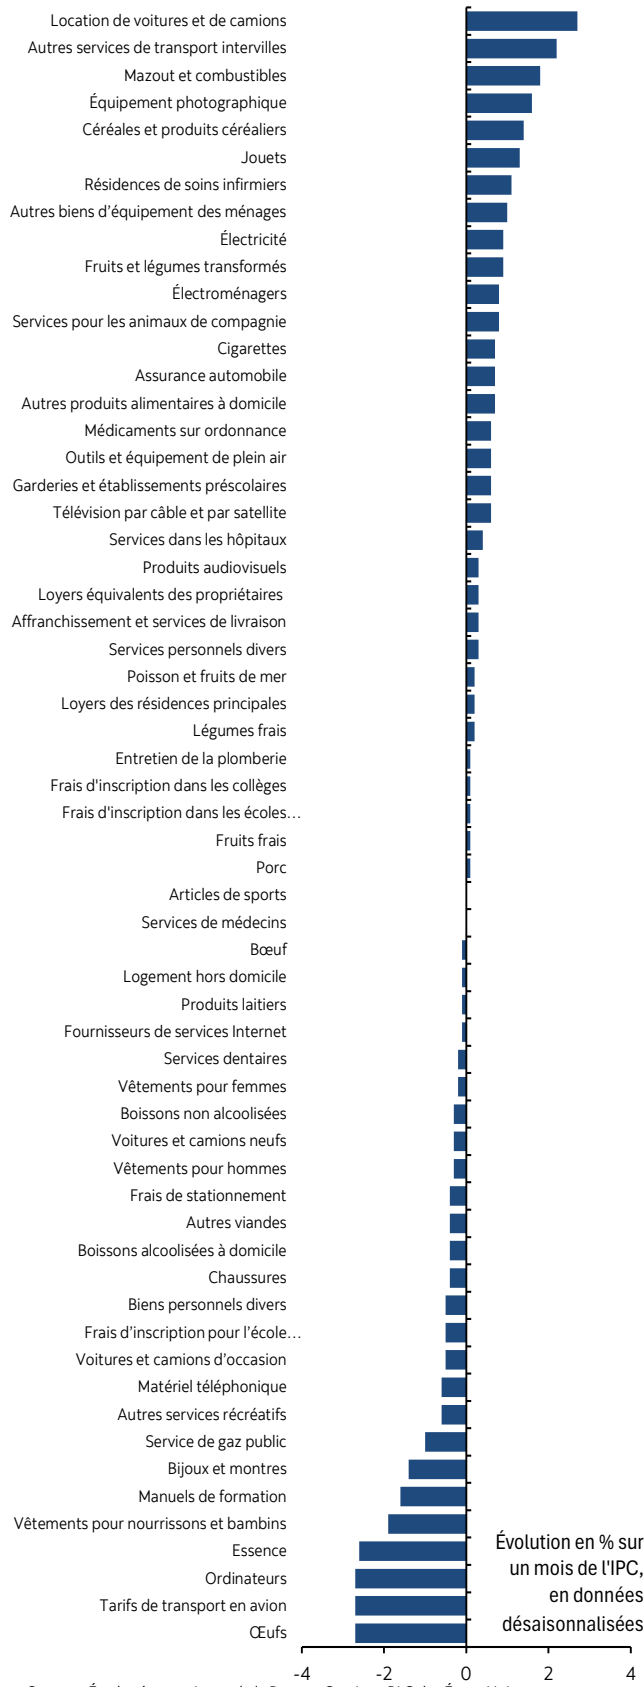 Location de voitures et de camions
Autres services de transport intervilles
Mazout et combustibles
Équipement photographique
Céréales et produits céréaliers
Jouets
Résidences de soins infirmiers
Autres biens d’équipement des ménages
Électricité
Fruits et légumes transformés
Électroménagers
Services pour les animaux de compagnie
Cigarettes
Assurance automobile
Autres produits alimentaires à domicile
Médicaments sur ordonnance
Outils et équipement de plein air
Garderies et établissements préscolaires
Télévision par câble et par satellite
Services dans les hôpitaux
Produits audiovisuels
Loyers équivalents des propriétaires
Affranchissement et services de livraison
Services personnels divers
Poisson et fruits de mer
Loyers des résidences principales
Légumes frais
Entretien de la plomberie
Frais d'inscription dans les collèges
Frais d'inscription dans les écoles…
Fruits frais
Porc
Articles de sports
Services de médecins
Bœuf
Logement hors domicile
Produits laitiers
Fournisseurs de services Internet
Services dentaires
Vêtements pour femmes
Boissons non alcoolisées
Voitures et camions neufs
Vêtements pour hommes
Frais de stationnement
Autres viandes
Boissons alcoolisées à domicile
Chaussures
Biens personnels divers
Frais d’inscription pour l’école…
Voitures et camions d’occasion
Matériel téléphonique
Autres services récréatifs
Service de gaz public
Bijoux et montres
Manuels de formation
Vêtements pour nourrissons et bambins
Essence
Ordinateurs
Tarifs de transport en avion
Œufs
Évolution en % sur
un mois de l'IPC,
en données
désaisonnalisées
-4 -2 0 2 4